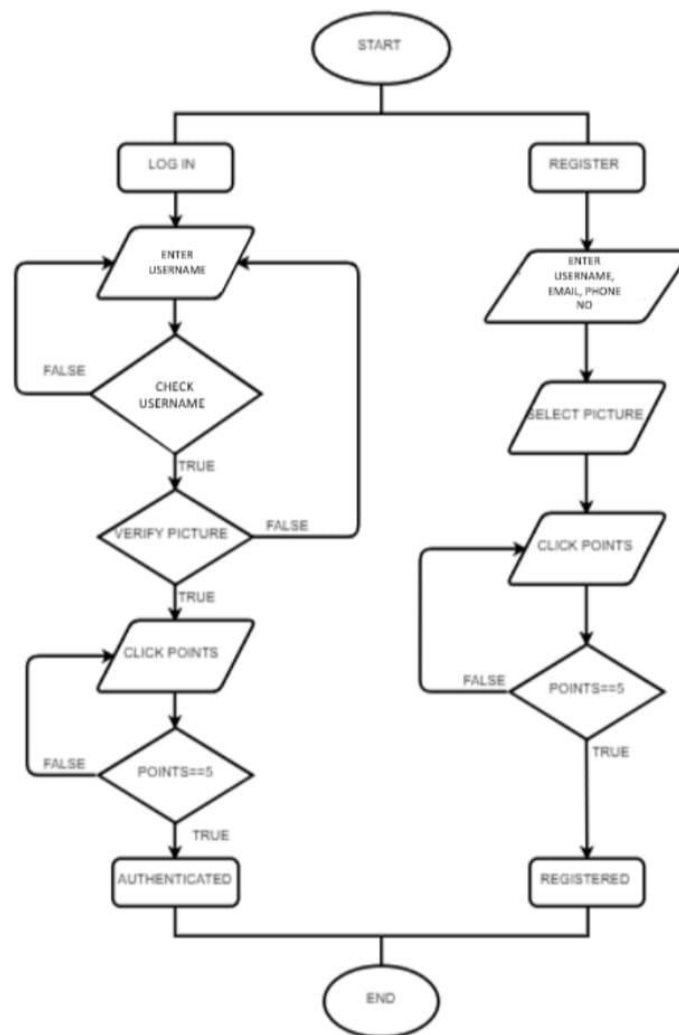 START
LOG IN
REGISTER
ENTER
USERNAME
ENTER
USERNAME,
EMAIL, PHONE
NO
FALSE
CHECK
USERNAME
SELECT PICTURE
TRUE
VERIFY PICTURE
FALSE
CLICK POINTS
TRUE
CLICK POINTS
FALSE
POINTS==5
TRUE
FALSE
POINTS==5
TRUE
AUTHENTICATED
REGISTERED
END